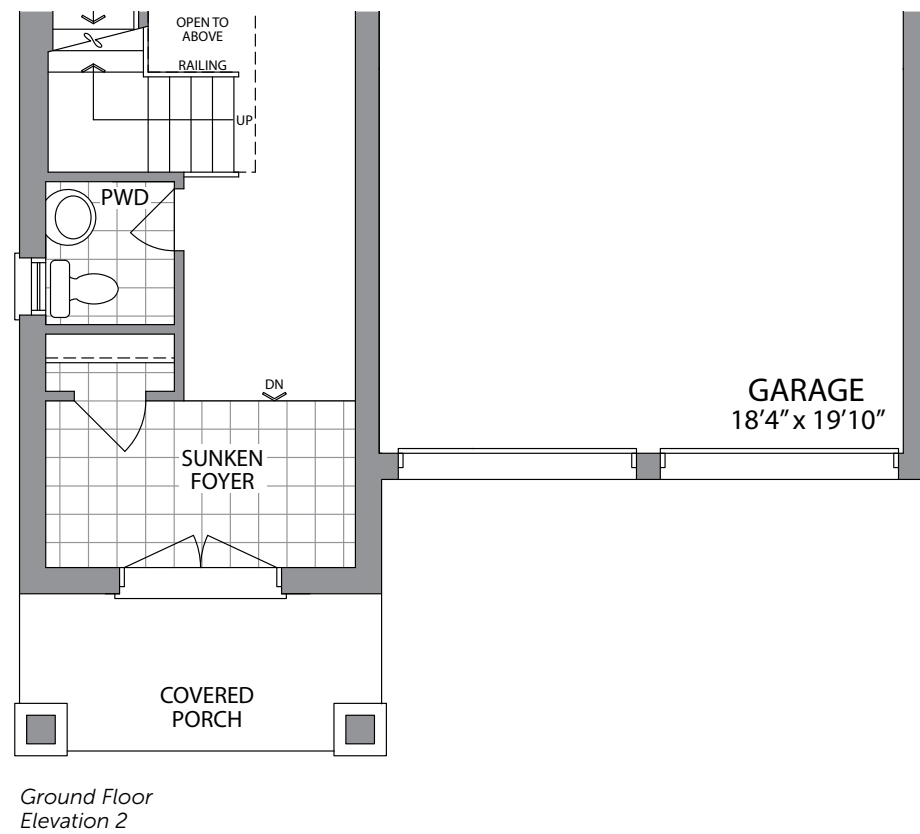 OPEN TO
ABOVE
RAILING
UP
PWD
DN
GARAGE
18'4" x 19'10"
SUNKEN
FOYER
COVERED
PORCH
Ground Floor
Elevation 2